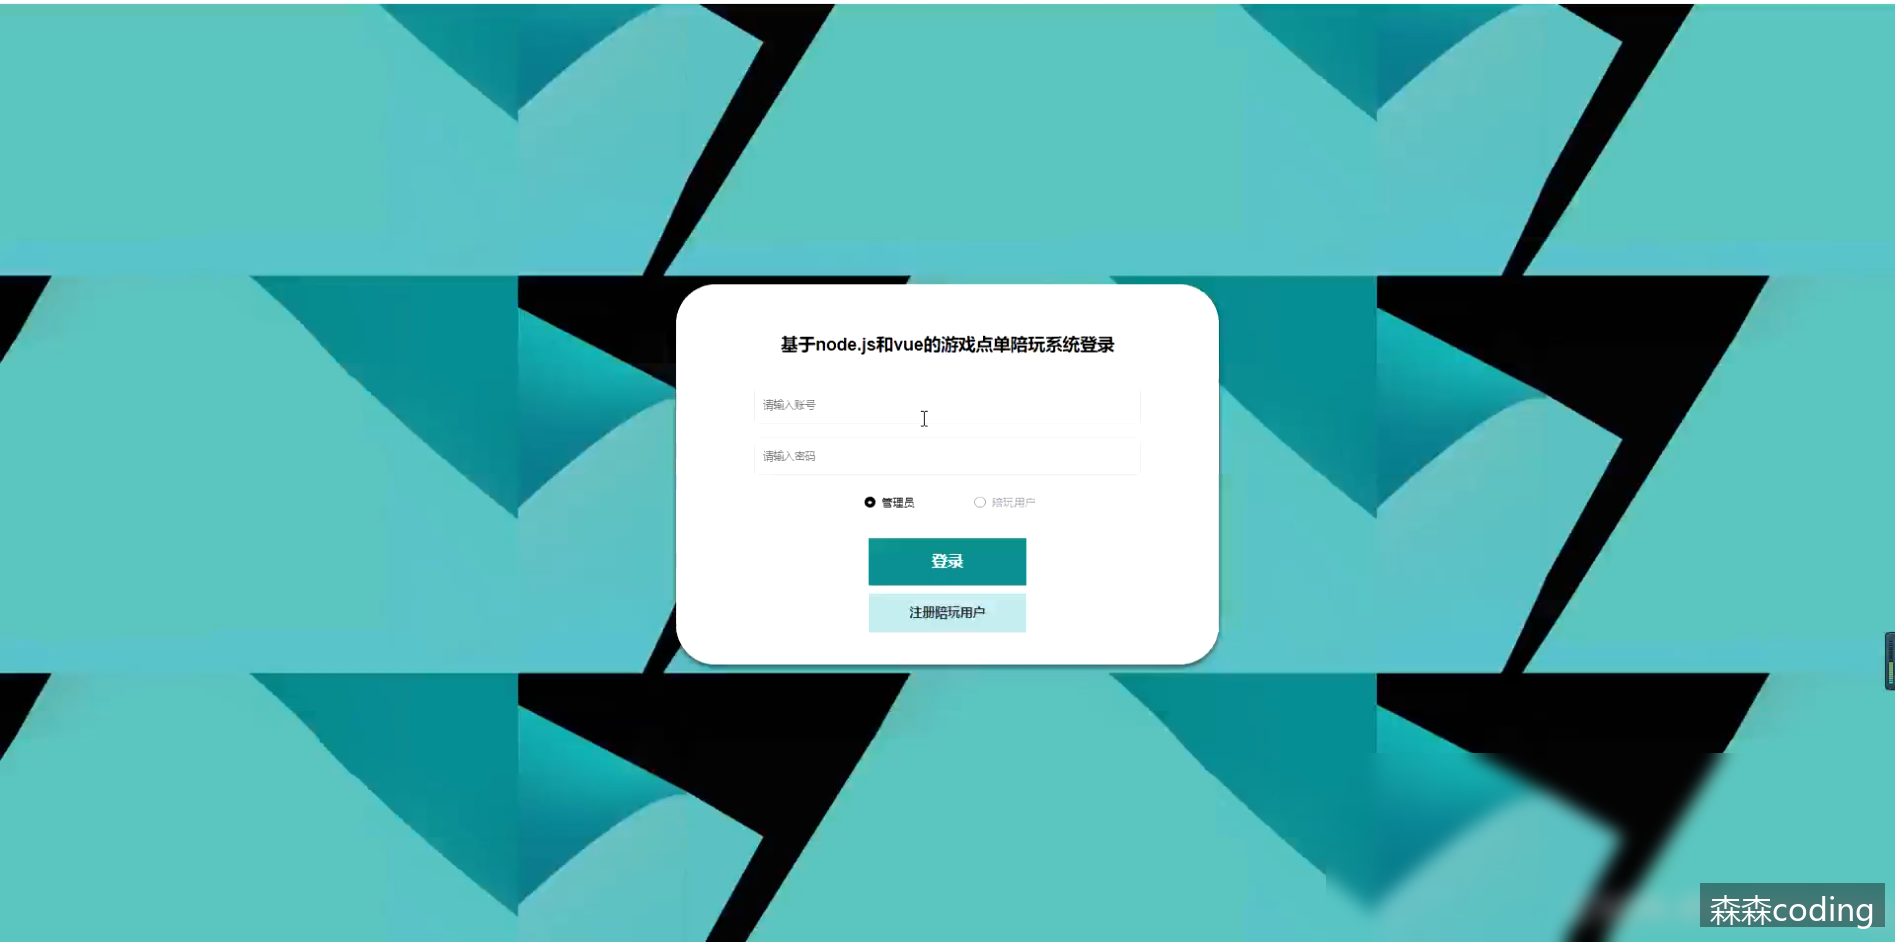 基于node.js和vue的游戏点单陪玩系统登录
请输入账号
请输入密码
管理员
陪玩用户
登录
注册陪玩用户
森森coding